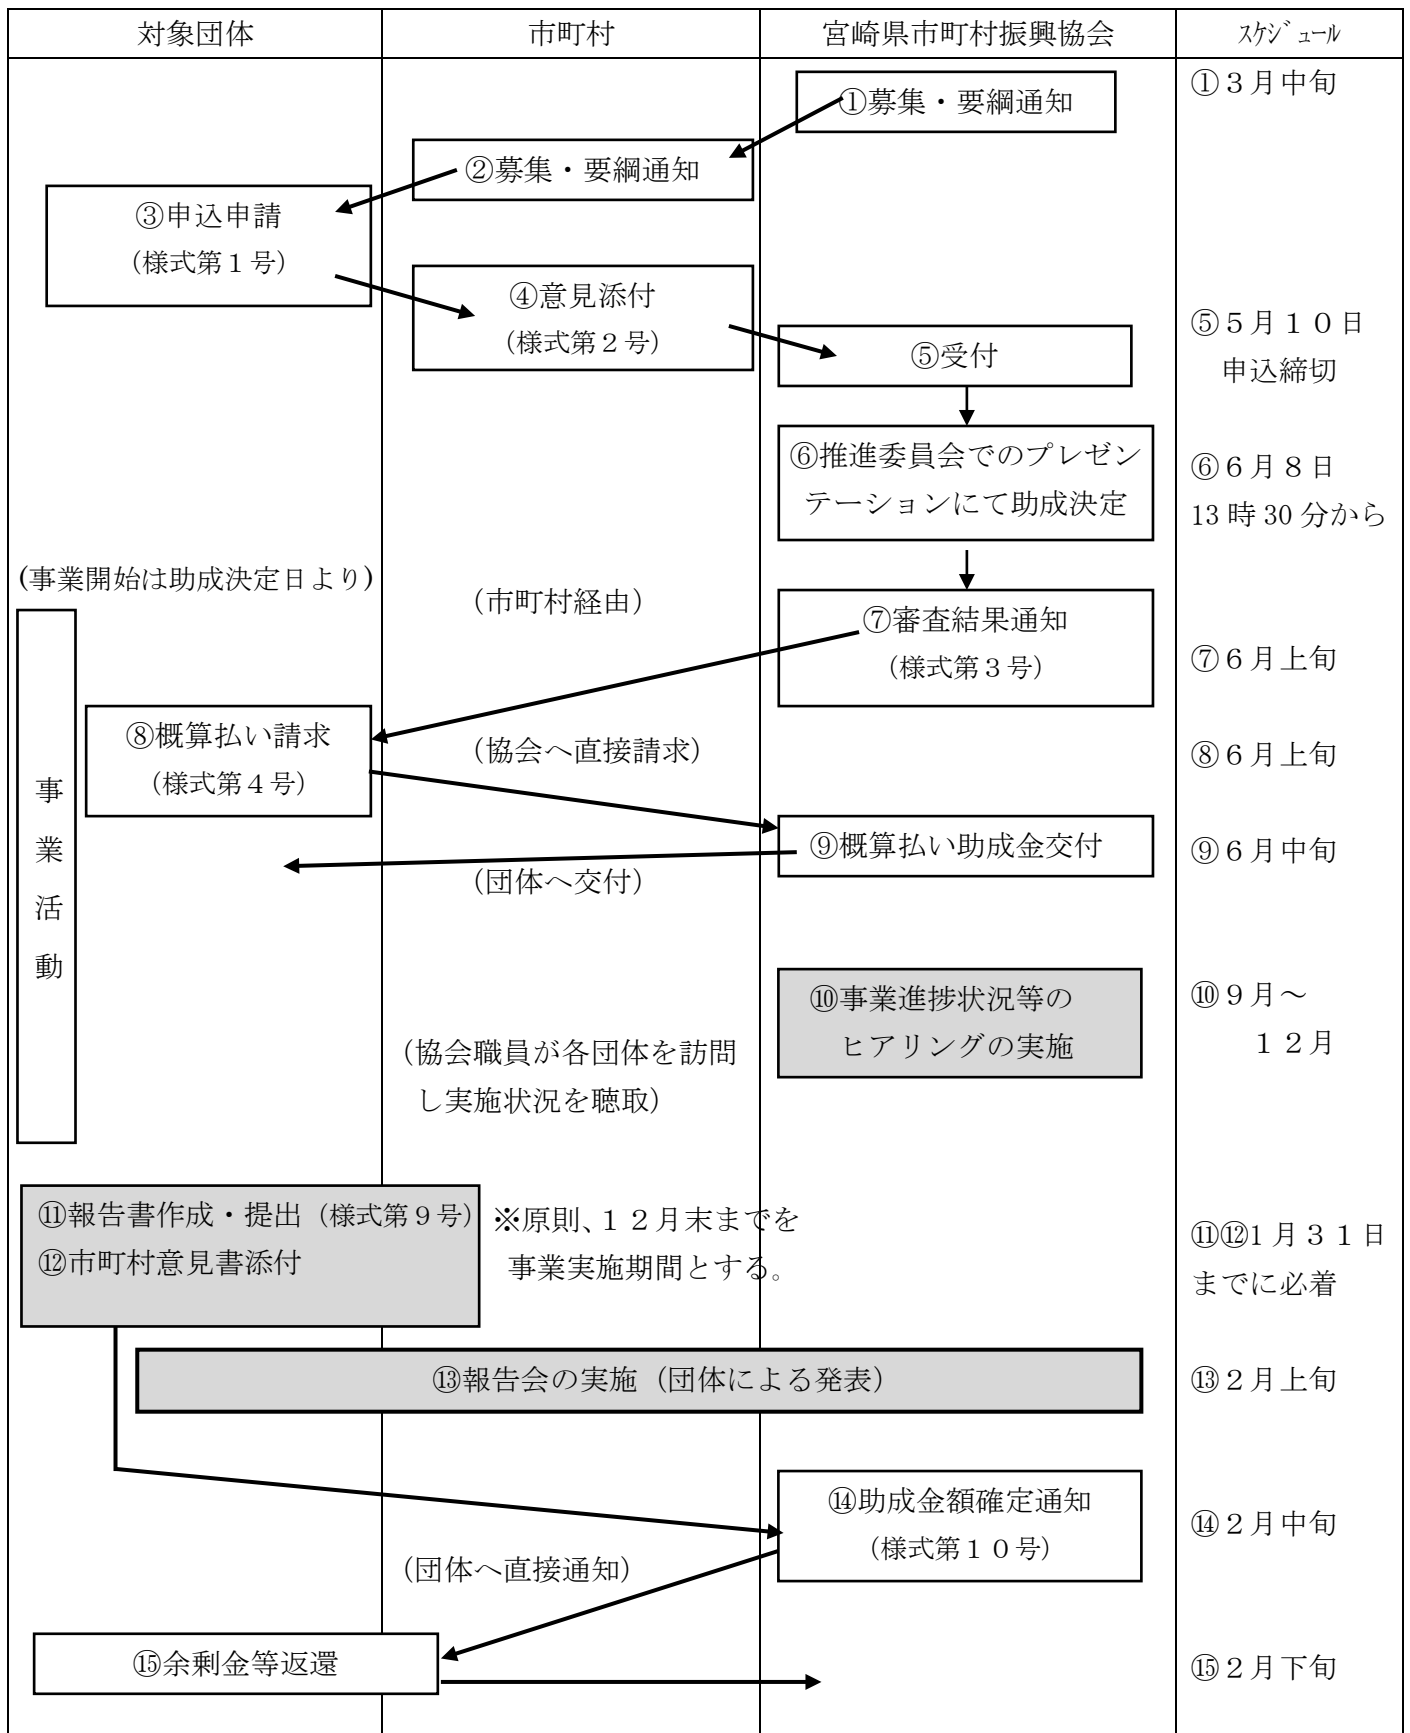 対象団体
市町村
宮崎県市町村振興協会
ｽｹｼﾞｭｰﾙ
①募集・要綱通知
①３月中旬
②募集・要綱通知
③申込申請
（様式第１号）
④意見添付
（様式第２号）
⑤受付
⑤５月１０日
申込締切
⑥推進委員会でのプレゼン
テーションにて助成決定
⑥６月８日
13時30分から
(事業開始は助成決定日より)
（市町村経由）
⑦審査結果通知
（様式第３号）
⑦６月上旬
⑧概算払い請求
（様式第４号）
（協会へ直接請求）
⑧６月上旬
事
業
活
動
⑨概算払い助成金交付
⑨６月中旬
（団体へ交付）
⑩事業進捗状況等の
ヒアリングの実施
⑩９月～
１２月
（協会職員が各団体を訪問
し実施状況を聴取）
⑪報告書作成・提出（様式第９号）
⑫市町村意見書添付
※原則、１２月末までを
事業実施期間とする。
⑪⑫1月３１日
までに必着
⑬報告会の実施（団体による発表）
⑬２月上旬
⑭助成金額確定通知
（様式第１０号）
⑭２月中旬
（団体へ直接通知）
⑮余剰金等返還
⑮２月下旬